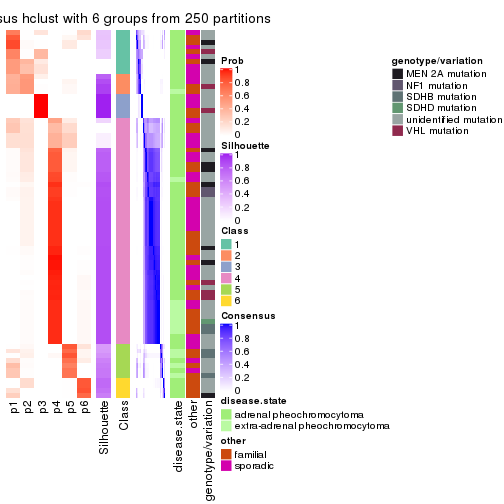 sus hclust with 6 groups from 250 partitions
Prob
1
0.8
0.6
0.4
0.2
0
Silhouette
1
0.8
0.6
0.4
0.2
0
Class
1
2
3
4
5
6
Consensus
1
0.8
0.6
0.4
0.2
0
disease.state
adrenal pheochromocytoma
extra-adrenal pheochromocytoma
other
familial
sporadic
genotype/variation
MEN 2A mutation
NF1 mutation
SDHB mutation
SDHD mutation
unidentified mutation
VHL mutation
p1
p2
p3
p4
p5
p6
Silhouette
Class
disease.state
other
genotype/variation